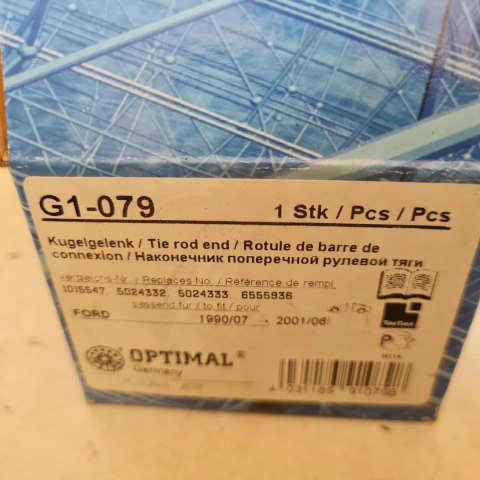 G1-079 1 Stk / Pcs / Pcs
Kugelgelenk / Tie rod end / Rotule de barre de
connexion / Наконечник поперечной рулевой тяги
Vergleichs-Nr. / Replaces No. / Référence de rempl.
1015547, 5024332, 5024333, 6555936
passend für / to fit / pour
FORD 1990/07 → 2001/08
OPTIMAL®
Germany